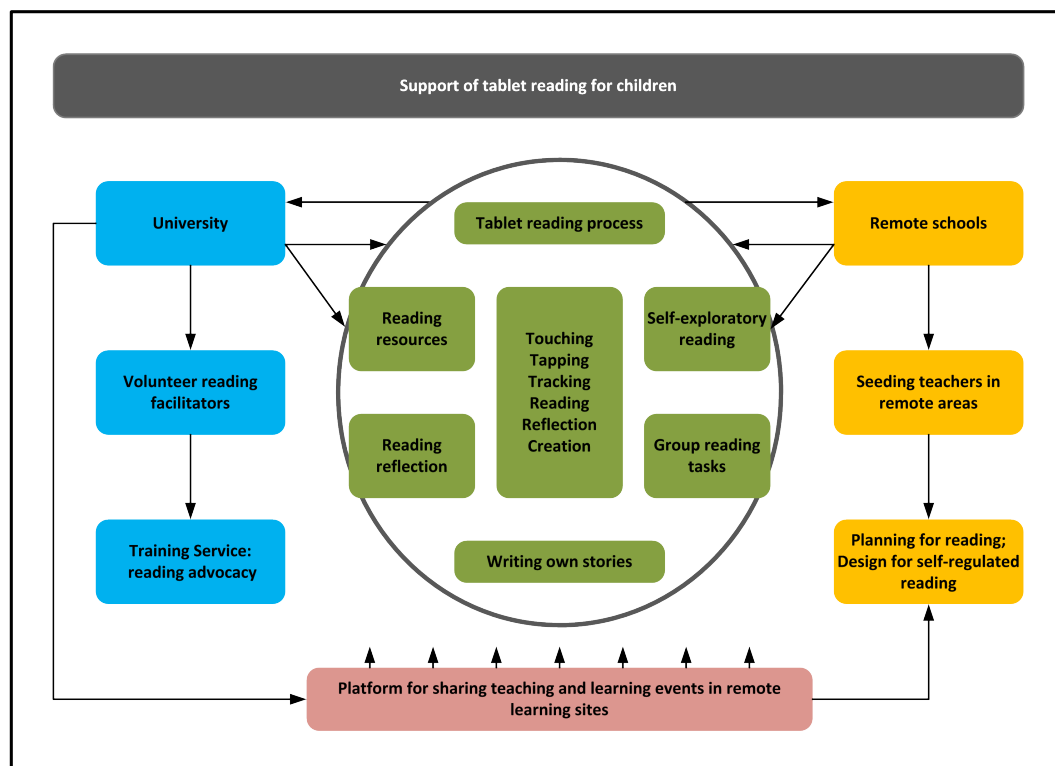 Support of tablet reading for children
University
Tablet reading process
Remote schools
Reading
resources
Touching
Tapping
Tracking
Reading
Reflection
Creation
Self-exploratory
reading
Volunteer reading
facilitators
Seeding teachers in
remote areas
Reading
reflection
Group reading
tasks
Training Service:
reading advocacy
Writing own stories
Planning for reading;
Design for self-regulated
reading
Platform for sharing teaching and learning events in remote
learning sites